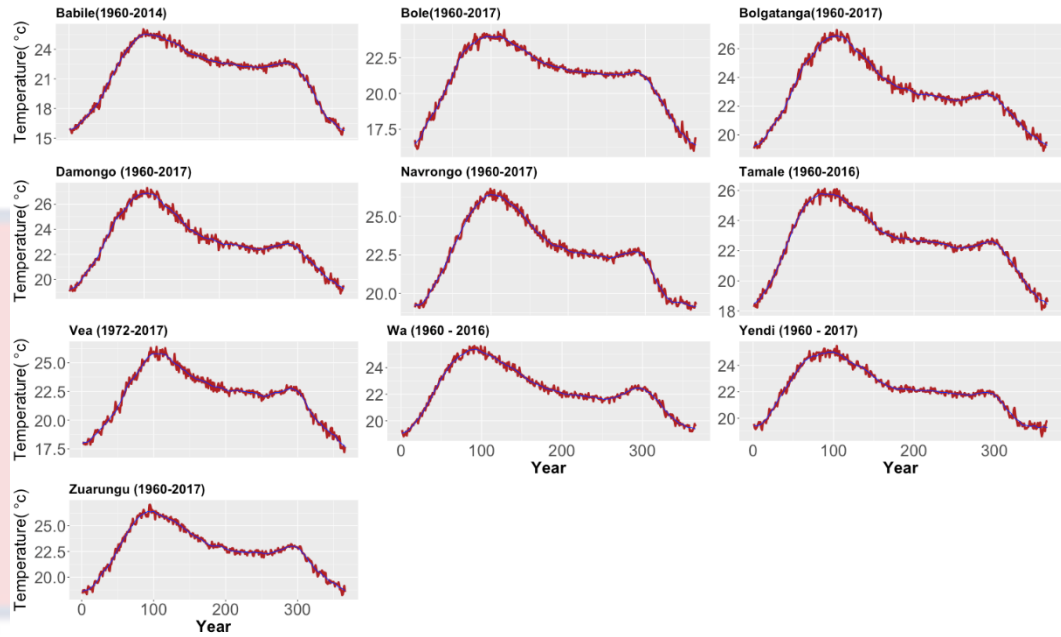 Babile(1960-2014) Bole(1960-2017) Bolgatanga(1960-2017)
Temperature( °c) 24 21 18 15
22.5 20.0 17.5
26 24 22 20
Damongo (1960-2017) Navrongo (1960-2017) Tamale (1960-2016)
Temperature( °c) 26 24 22 20
25.0 22.5 20.0
26 24 22 20 18
Vea (1972-2017) Wa (1960 - 2016) Yendi (1960 - 2017)
Temperature( °c) 25.0 22.5 20.0 17.5
24 22 20
24 22 20
0 100 200 300
0 100 200 300
Year Year
Zuarungu (1960-2017)
Temperature( °c) 25.0 22.5 20.0
0 100 200 300
Year